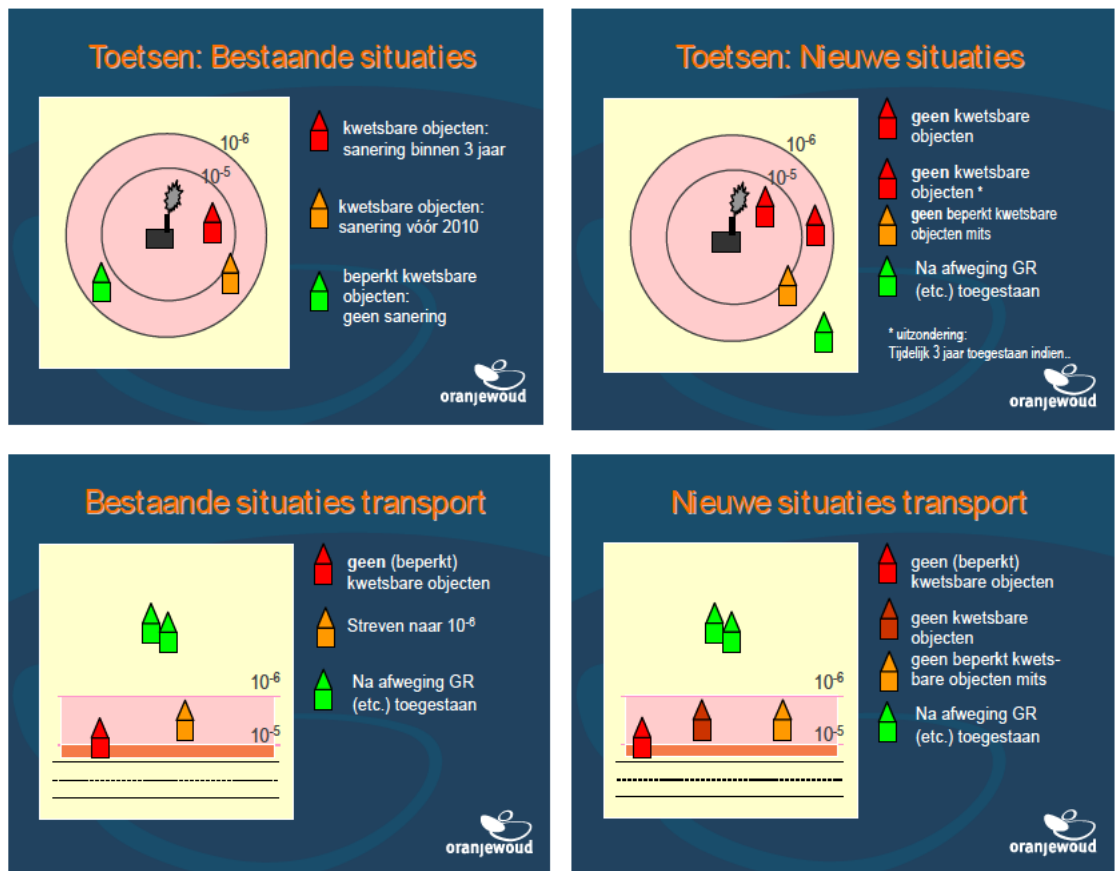 Toetsen: Bestaande situaties
10-6
10-5
kwetsbare objecten:
sanering binnen 3 jaar
kwetsbare objecten:
sanering vóór 2010
beperkt kwetsbare
objecten:
geen sanering
oranjewoud
Toetsen: Nieuwe situaties
10-6
10-5
geen kwetsbare
objecten
geen kwetsbare
objecten *
geen beperkt kwetsbare
objecten mits
Na afweging GR
(etc.) toegestaan
* uitzondering:
Tijdelijk 3 jaar toegestaan indien..
oranjewoud
Bestaande situaties transport
10-6
10-5
geen (beperkt)
kwetsbare objecten
Streven naar 10-6
Na afweging GR
(etc.) toegestaan
oranjewoud
Nieuwe situaties transport
10-6
10-5
geen (beperkt)
kwetsbare objecten
geen kwetsbare
objecten
geen beperkt kwets-
bare objecten mits
Na afweging GR
(etc.) toegestaan
oranjewoud